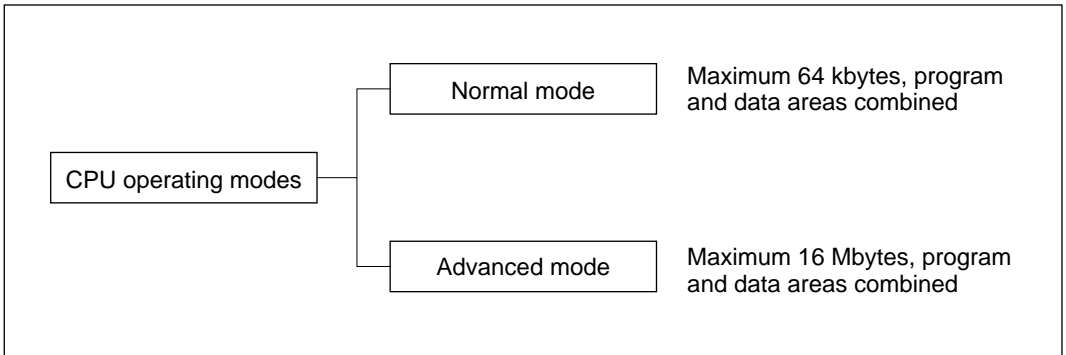 CPU operating modes
Normal mode
Maximum 64 kbytes, program
and data areas combined
Advanced mode
Maximum 16 Mbytes, program
and data areas combined